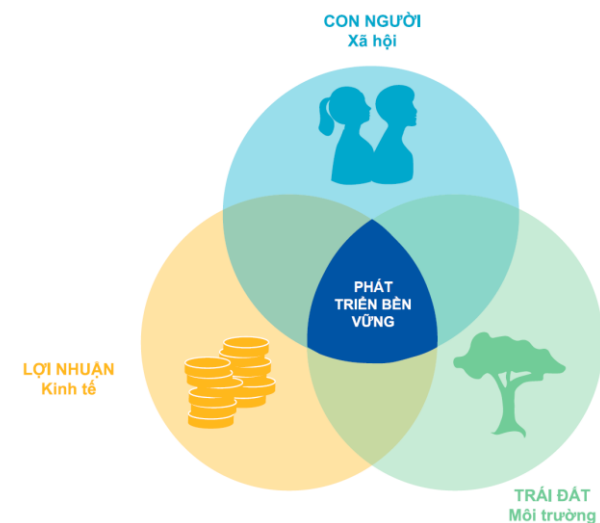 CON NGƯỜI
Xã hội
PHÁT
TRIỂN BỀN
VỮNG
LỢI NHUẬN
Kinh tế
TRÁI ĐẤT
Môi trường